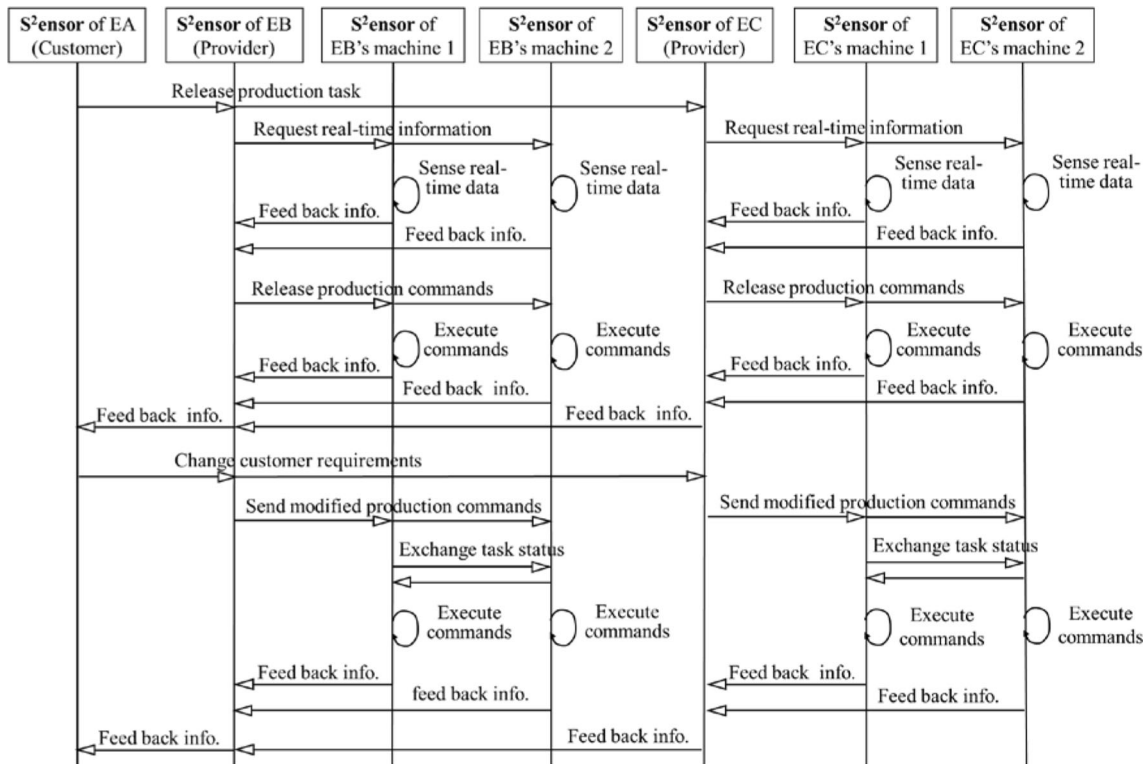 S²ensor of EA
(Customer)
S²ensor of EB
(Provider)
S²ensor of
EB's machine 1
S²ensor of
EB's machine 2
S²ensor of EC
(Provider)
S²ensor of
EC's machine 1
S²ensor of
EC's machine 2
Release production task
Request real-time information
Request real-time information
Sense real-
time data
Sense real-
time data
Sense real-
time data
Sense real-
time data
Feed back info.
Feed back info.
Feed back info.
Feed back info.
Release production commands
Release production commands
Execute
commands
Execute
commands
Execute
commands
Execute
commands
Feed back info.
Feed back info.
Feed back info.
Feed back info.
Feed back info.
Feed back info.
Change customer requirements
Send modified production commands
Send modified production commands
Exchange task status
Exchange task status
Execute
commands
Execute
commands
Execute
commands
Execute
commands
Feed back info.
Feed back info.
feed back info.
Feed back info.
Feed back info.
Feed back info.